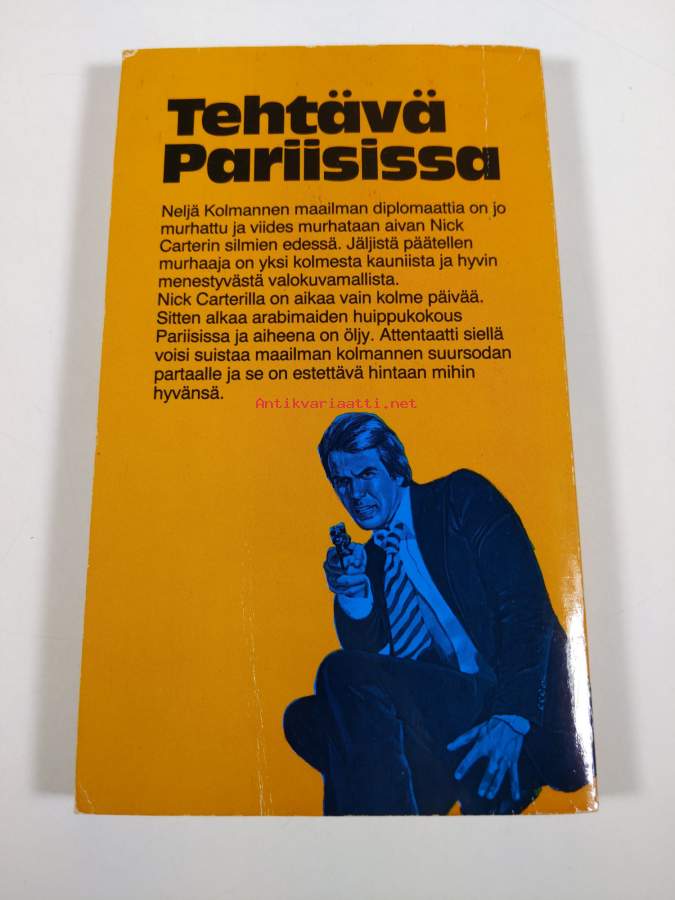 Tehtävä
Pariisissa
Neljä Kolmannen maailman diplomaattia on jo
murhattu ja viides murhataan aivan Nick
Carterin silmien edessä. Jäljistä päätellen
murhaaja on yksi kolmesta kauniista ja hyvin
menestyvästä valokuvamallista.
Nick Carterilla on aikaa vain kolme päivää.
Sitten alkaa arabimaiden huippukokous
Pariisissa ja aiheena on öljy. Attentaatti siellä
voisi suistaa maailman kolmannen suursodan
partaalle ja se on estettävä hintaan mihin
hyvänsä.
Antikvariaatti.net